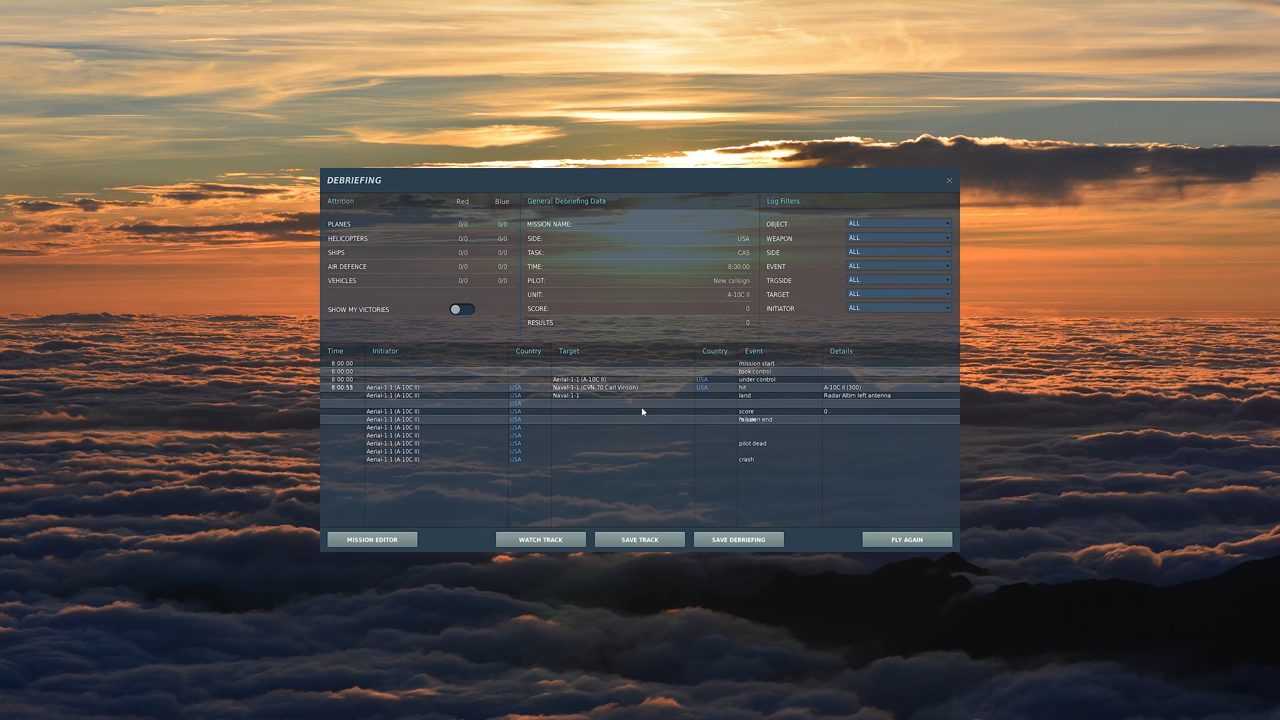 DEBRIEFING
Attrition Red Blue
PLANES 0/0 0/0
HELICOPTERS 0/0 0/0
SHIPS 0/0 0/0
AIR DEFENCE 0/0 0/0
VEHICLES 0/0 0/0
SHOW MY VICTORIES
General Debriefing Data
MISSION NAME:
SIDE: USA
TASK: CAS
TIME: 8:00:00
PILOT: New callsign
UNIT: A-10C II
SCORE: 0
RESULTS 0
Log Filters
OBJECT ALL
WEAPON ALL
SIDE ALL
EVENT ALL
TRGSIDE ALL
TARGET ALL
INITIATOR ALL
Time Initiator Country Target Country Event Details
8:00:00 mission start
8:00:00 took control
8:00:00 Aerial-1-1 (A-10C II) USA under control
Aerial-1-1 (A-10C II) USA Naval-1-1 (CVN-70 Carl Vinson) USA hit A-10C II (300)
Aerial-1-1 (A-10C II) USA Naval-1-1 land Radar Altim left antenna
USA
Aerial-1-1 (A-10C II) USA score 0
Aerial-1-1 (A-10C II) USA end
Aerial-1-1 (A-10C II) USA
Aerial-1-1 (A-10C II) USA
Aerial-1-1 (A-10C II) USA pilot dead
Aerial-1-1 (A-10C II) USA
Aerial-1-1 (A-10C II) USA crash
MISSION EDITOR WATCH TRACK SAVE TRACK SAVE DEBRIEFING FLY AGAIN